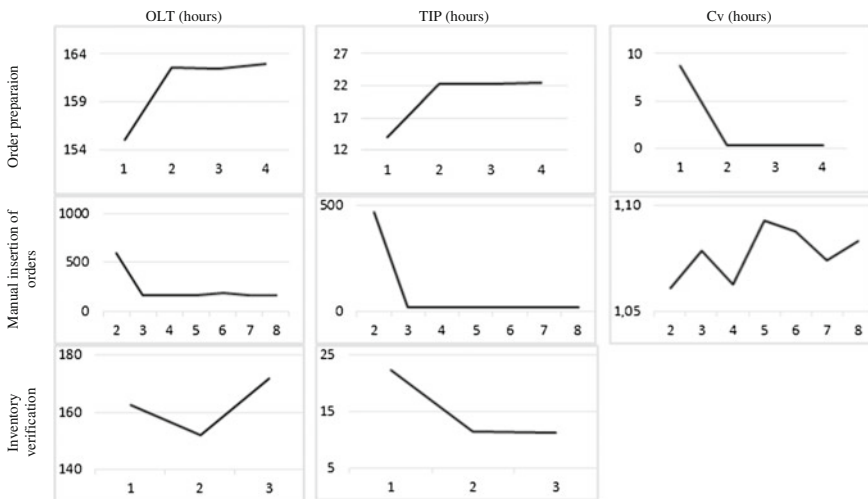 OLT (hours)
TIP (hours)
Cv (hours)
Order preparaion
164
159
154
1 2 3 4
27
22
17
12
1 2 3 4
10
5
0
1 2 3 4
Manual insertion of
orders
1000
500
0
2 3 4 5 6 7 8
500
0
2 3 4 5 6 7 8
1,10
1,05
2 3 4 5 6 7 8
Inventory
verification
180
160
140
1 2 3
25
15
5
1 2 3